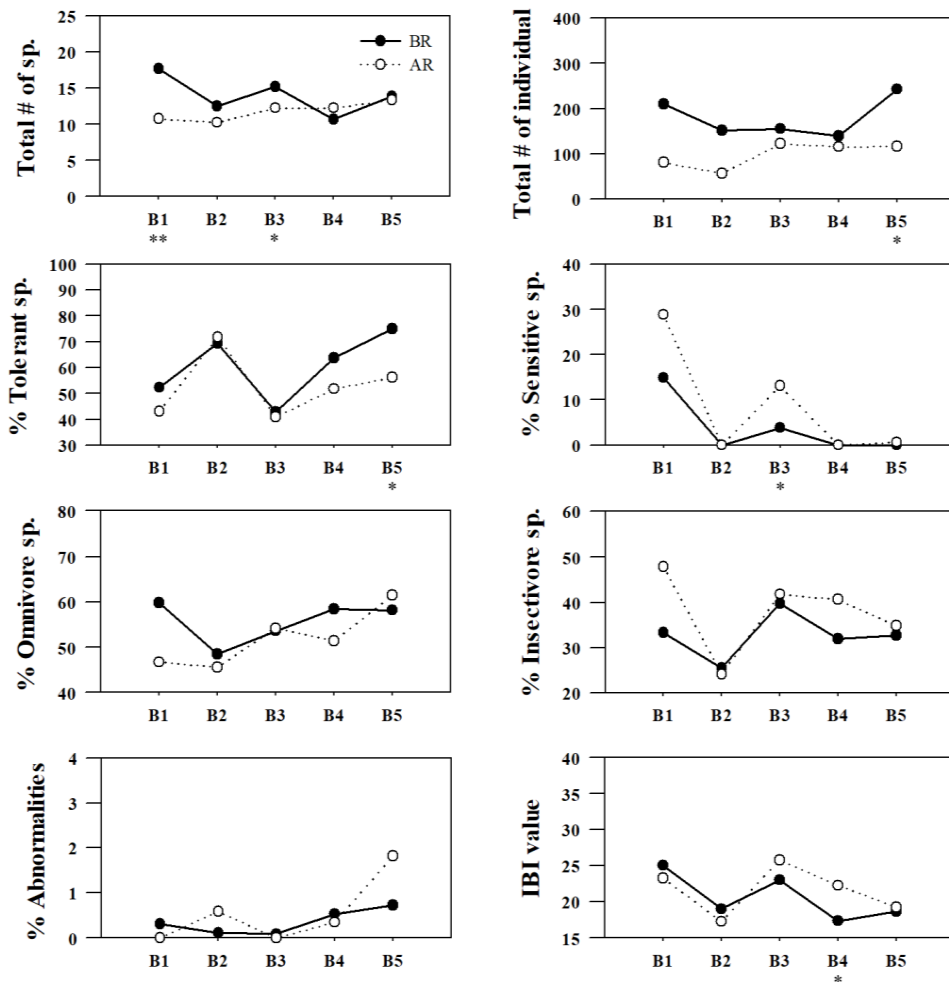 Total # of sp.
25
20
15
10
5
0
BR
AR
B1 B2 B3 B4 B5
** *
Total # of individual
400
300
200
100
0
B1 B2 B3 B4 B5
*
% Tolerant sp.
100
90
80
70
60
50
40
30
B1 B2 B3 B4 B5
*
% Sensitive sp.
40
30
20
10
0
B1 B2 B3 B4 B5
*
% Omnivore sp.
80
70
60
50
40
B1 B2 B3 B4 B5
% Insectivore sp.
60
50
40
30
20
B1 B2 B3 B4 B5
% Abnormalities
4
3
2
1
0
B1 B2 B3 B4 B5
IBI value
40
35
30
25
20
15
B1 B2 B3 B4 B5
*